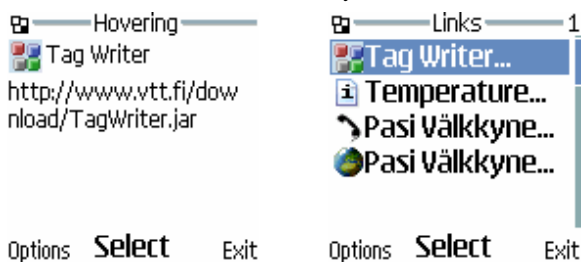 Hovering
Tag Writer
http://www.vtt.fi/dow
nload/TagWriter.jar
Options Select Exit
Links 1
Tag Writer...
Temperature...
Pasi Välkkyne...
Pasi Välkkyne...
Options Select Exit